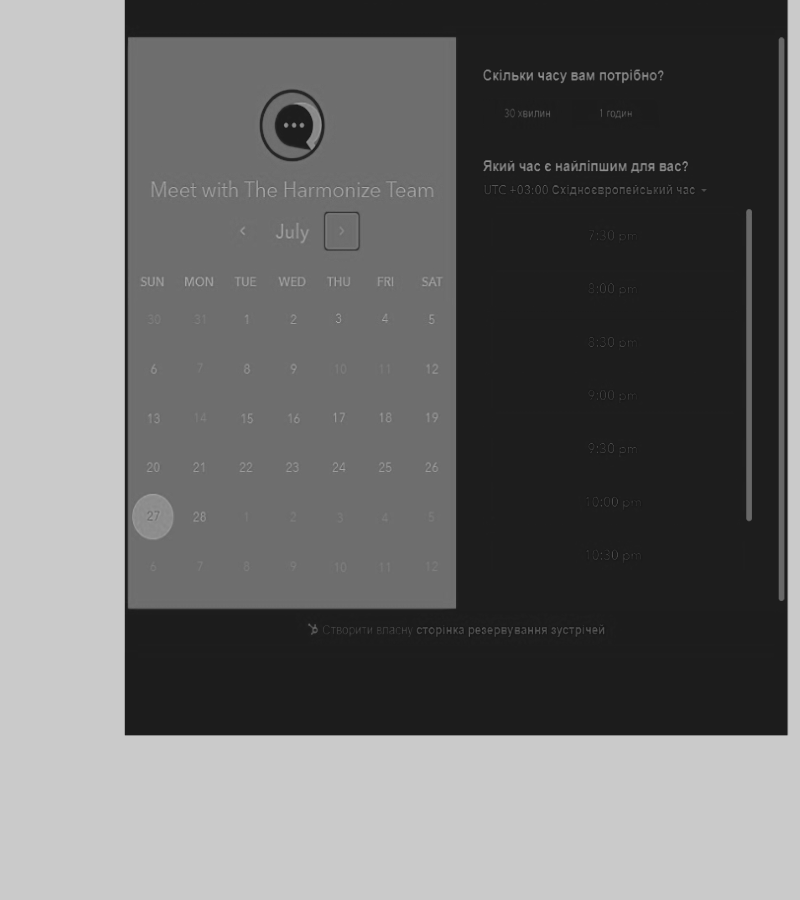 Meet with The Harmonize Team
July
SUN MON TUE WED THU FRI SAT
30 31 1 2 3 4 5
6 7 8 9 10 11 12
13 14 15 16 17 18 19
20 21 22 23 24 25 26
27 28 1 2 3 4 5
6 7 8 9 10 11 12
Скільки часу вам потрібно?
30 хвилин 1 годин
Який час є найліпшим для вас?
UTC +03:00 Східноєвропейський час
7:30 pm
8:00 pm
8:30 pm
9:00 pm
9:30 pm
10:00 pm
10:30 pm
Створити власну сторінка резервування зустрічей